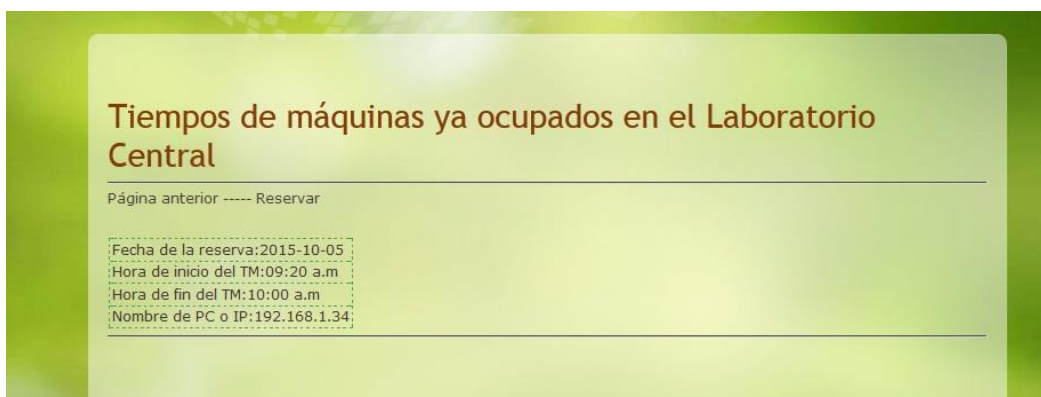 Tiempos de máquinas ya ocupados en el Laboratorio
Central
Página anterior ----- Reservar
Fecha de la reserva:2015-10-05
Hora de inicio del TM:09:20 a.m
Hora de fin del TM:10:00 a.m
Nombre de PC o IP:192.168.1.34